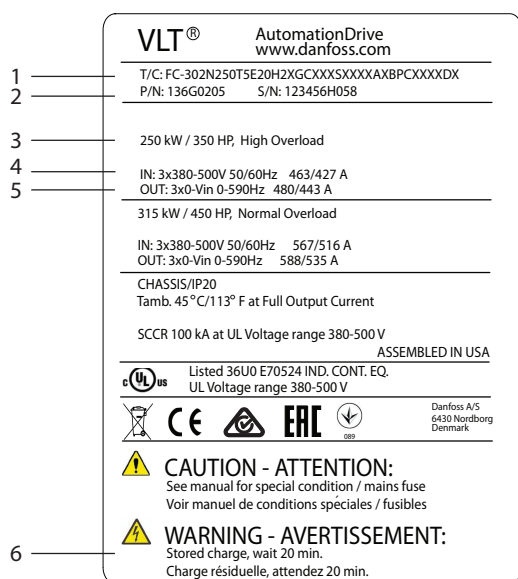 VLT® AutomationDrive
www.danfoss.com
1 T/C: FC-302N250T5E20H2XGCXXXSXXXXAXBPCXXXXDX
2 P/N: 136G0205 S/N: 123456H058
3 250 kW / 350 HP, High Overload
4 IN: 3x380-500V 50/60Hz 463/427 A
5 OUT: 3x0-Vin 0-590Hz 480/443 A
315 kW / 450 HP, Normal Overload
IN: 3x380-500V 50/60Hz 567/516 A
OUT: 3x0-Vin 0-590Hz 588/535 A
CHASSIS/IP20
Tamb. 45°C/113° F at Full Output Current
SCCR 100 kA at UL Voltage range 380-500 V
ASSEMBLED IN USA
c UL us Listed 36U0 E70524 IND. CONT. EQ.
UL Voltage range 380-500 V
CE EAC 089
Danfoss A/S
6430 Nordborg
Denmark
CAUTION - ATTENTION:
See manual for special condition / mains fuse
Voir manuel de conditions spéciales / fusibles
WARNING - AVERTISSEMENT:
6 Stored charge, wait 20 min.
Charge résiduelle, attendez 20 min.